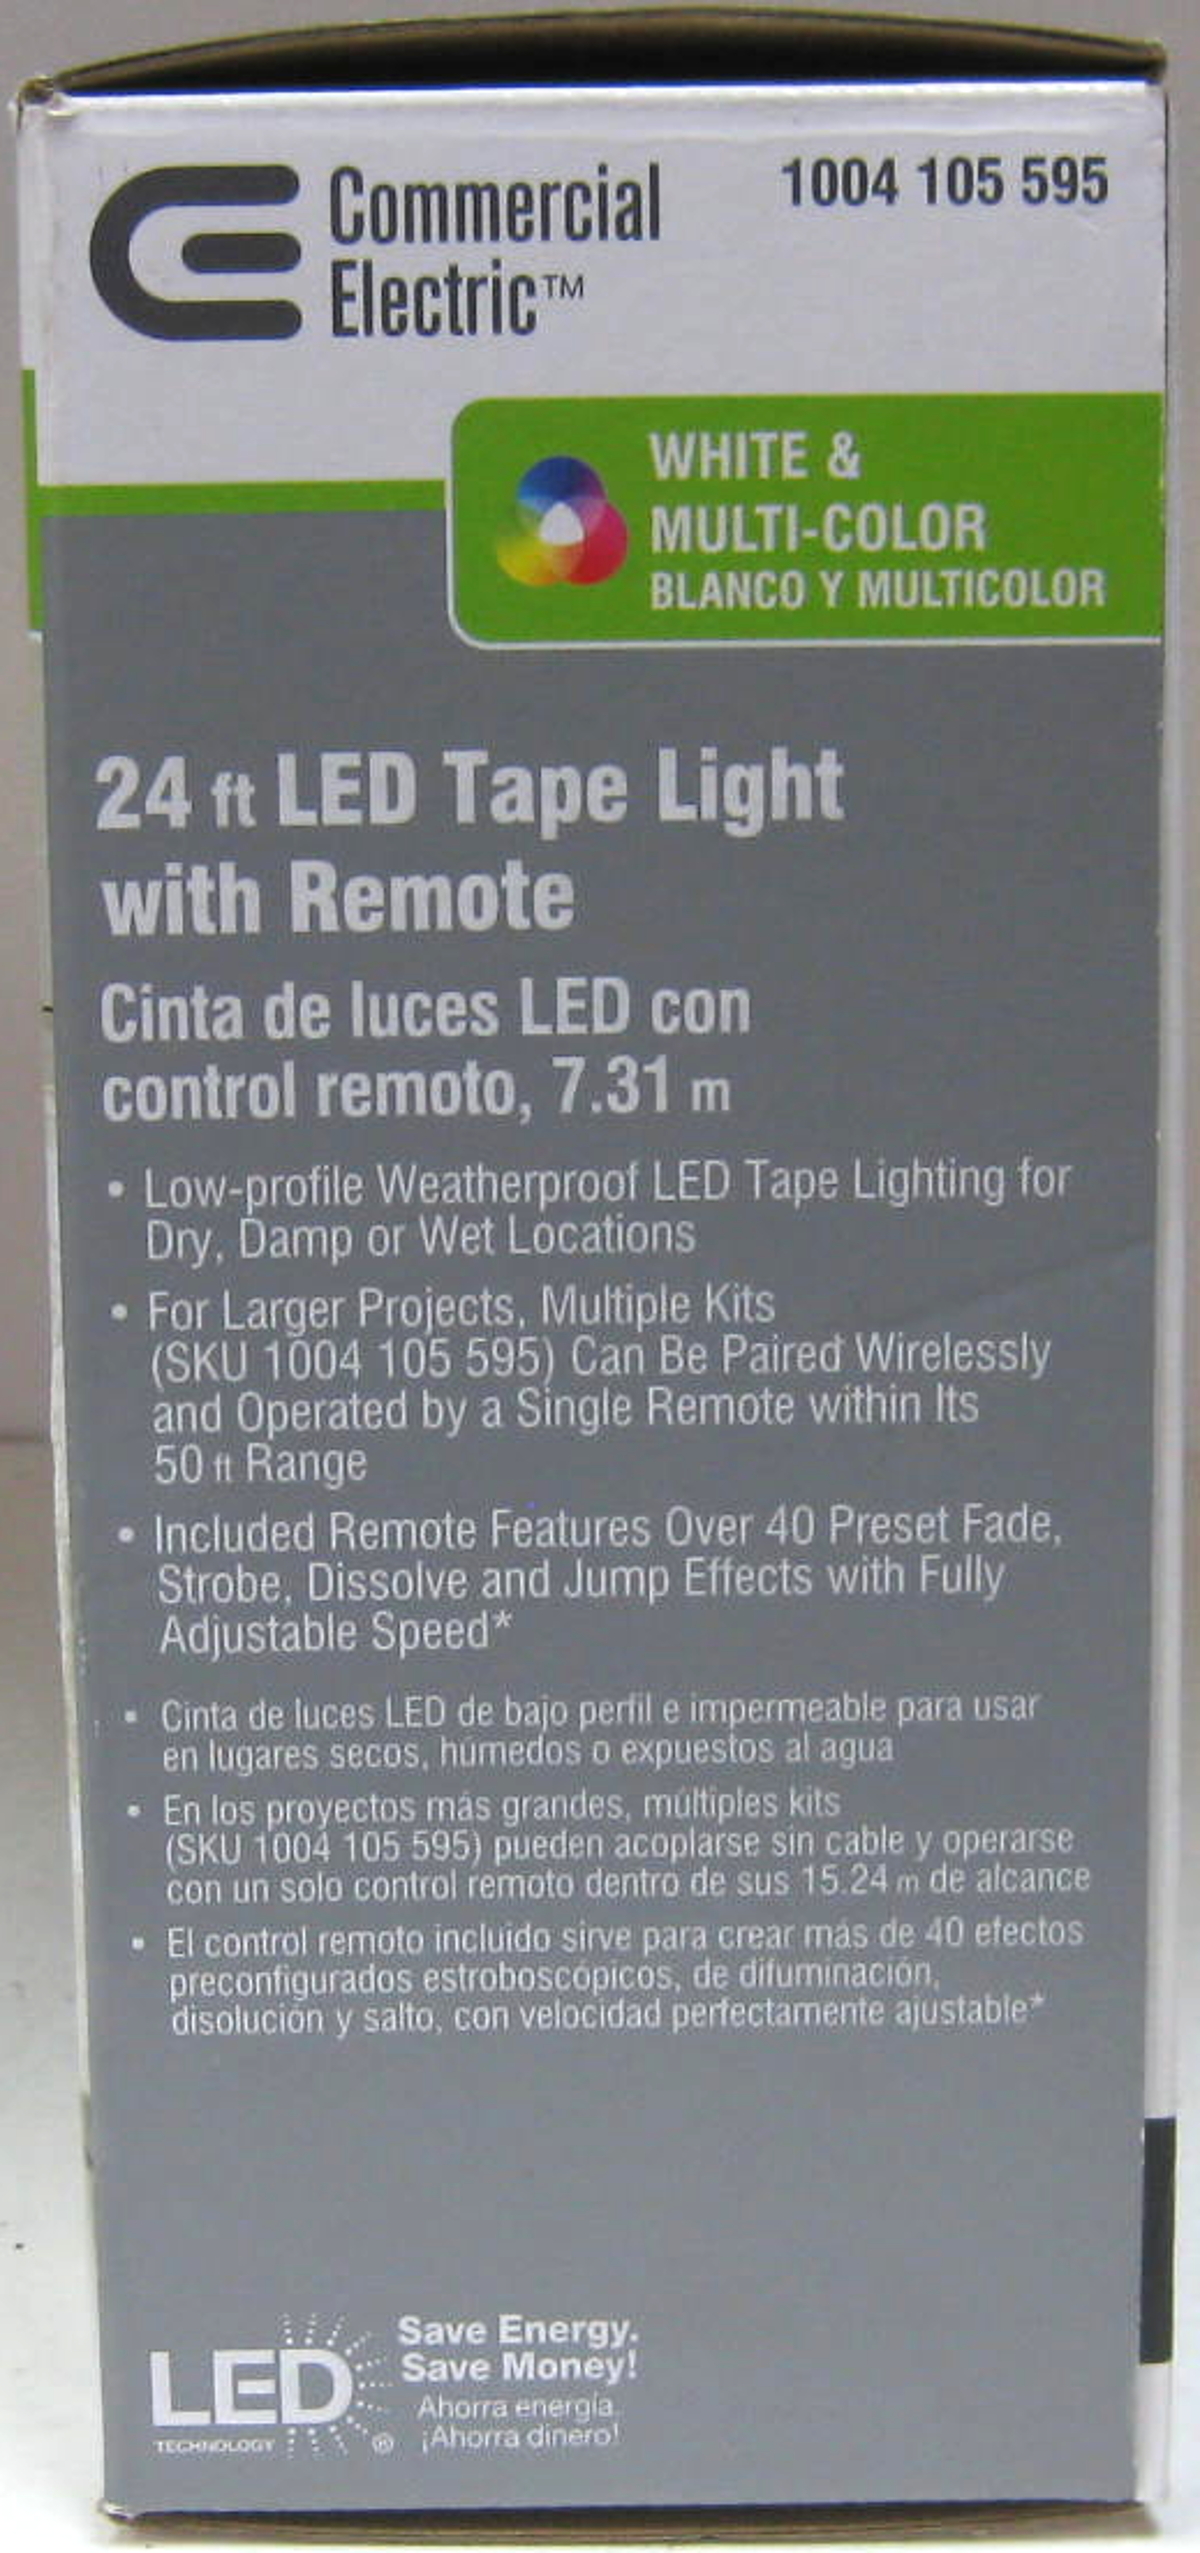 Commercial
Electric™
1004 105 595
WHITE &
MULTI-COLOR
BLANCO Y MULTICOLOR
24 ft LED Tape Light
with Remote
Cinta de luces LED con
control remoto, 7.31 m
• Low-profile Weatherproof LED Tape Lighting for
Dry, Damp or Wet Locations
• For Larger Projects, Multiple Kits
(SKU 1004 105 595) Can Be Paired Wirelessly
and Operated by a Single Remote within Its
50 ft Range
• Included Remote Features Over 40 Preset Fade,
Strobe, Dissolve and Jump Effects with Fully
Adjustable Speed*
• Cinta de luces LED de bajo perfil e impermeable para usar
en lugares secos, húmedos o expuestos al agua
• En los proyectos más grandes, múltiples kits
(SKU 1004 105 595) pueden acoplarse sin cable y operarse
con un solo control remoto dentro de sus 15.24 m de alcance
• El control remoto incluido sirve para crear más de 40 efectos
preconfigurados estroboscópicos, de difuminación,
disolución y salto, con velocidad perfectamente ajustable*
LED
TECHNOLOGY ®
Save Energy.
Save Money!
Ahorra energía.
¡Ahorra dinero!